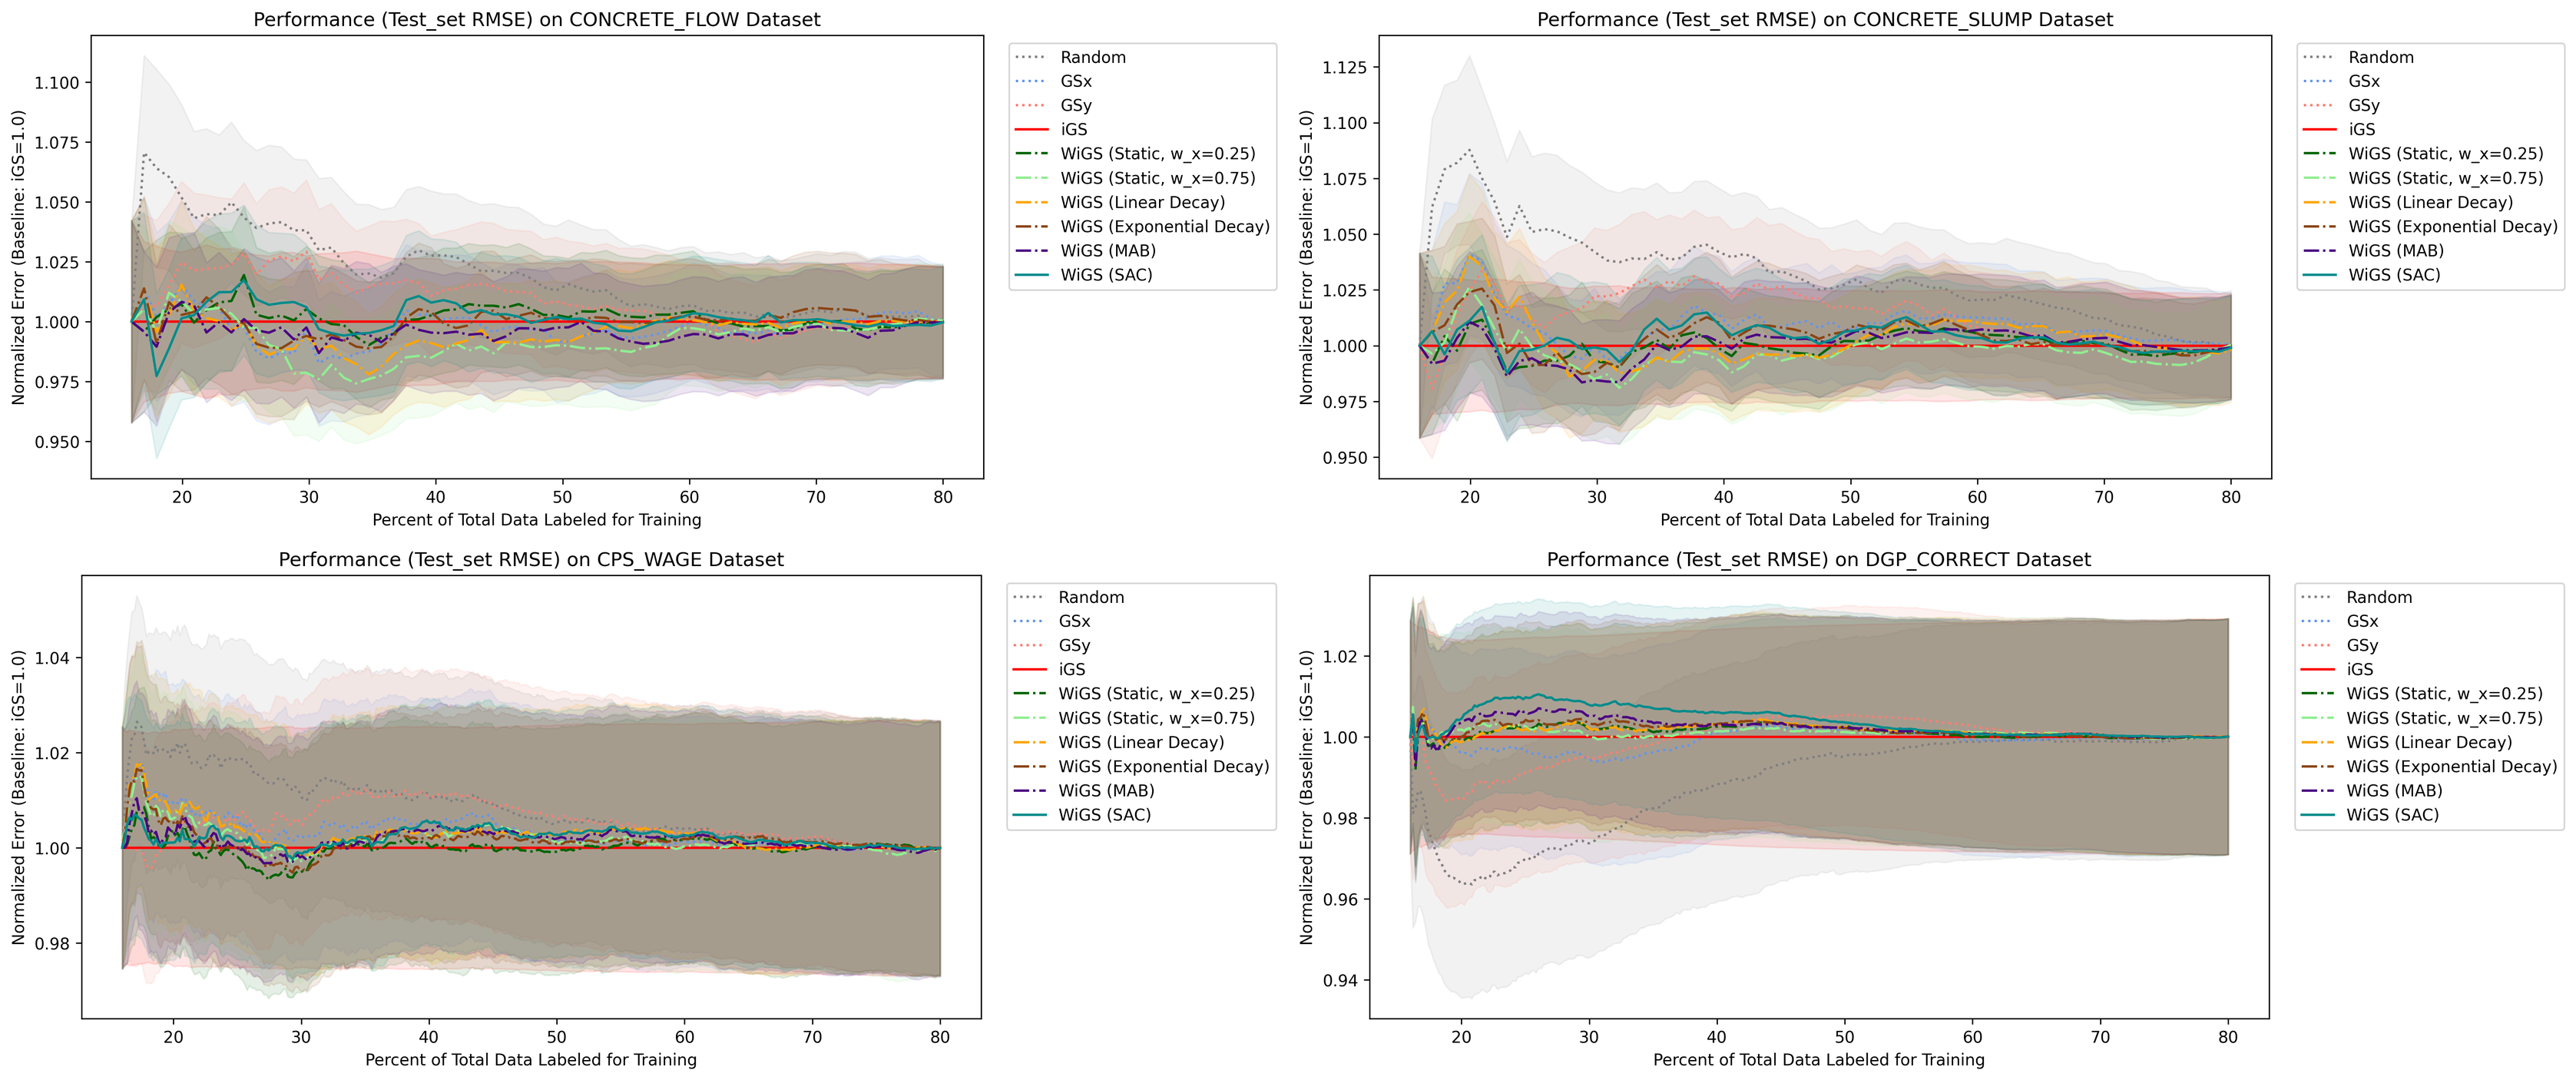 Performance (Test_set RMSE) on CONCRETE_FLOW Dataset
Normalized Error (Baseline: iGS=1.0)
1.100
1.075
1.050
1.025
1.000
0.975
0.950
20 30 40 50 60 70 80
Percent of Total Data Labeled for Training
Random
GSx
GSy
iGS
WiGS (Static, w_x=0.25)
WiGS (Static, w_x=0.75)
WiGS (Linear Decay)
WiGS (Exponential Decay)
WiGS (MAB)
WiGS (SAC)
Performance (Test_set RMSE) on CONCRETE_SLUMP Dataset
Normalized Error (Baseline: iGS=1.0)
1.125
1.100
1.075
1.050
1.025
1.000
0.975
0.950
20 30 40 50 60 70 80
Percent of Total Data Labeled for Training
Random
GSx
GSy
iGS
WiGS (Static, w_x=0.25)
WiGS (Static, w_x=0.75)
WiGS (Linear Decay)
WiGS (Exponential Decay)
WiGS (MAB)
WiGS (SAC)
Performance (Test_set RMSE) on CPS_WAGE Dataset
Normalized Error (Baseline: iGS=1.0)
1.04
1.02
1.00
0.98
20 30 40 50 60 70 80
Percent of Total Data Labeled for Training
Random
GSx
GSy
iGS
WiGS (Static, w_x=0.25)
WiGS (Static, w_x=0.75)
WiGS (Linear Decay)
WiGS (Exponential Decay)
WiGS (MAB)
WiGS (SAC)
Performance (Test_set RMSE) on DGP_CORRECT Dataset
Normalized Error (Baseline: iGS=1.0)
1.02
1.00
0.98
0.96
0.94
20 30 40 50 60 70 80
Percent of Total Data Labeled for Training
Random
GSx
GSy
iGS
WiGS (Static, w_x=0.25)
WiGS (Static, w_x=0.75)
WiGS (Linear Decay)
WiGS (Exponential Decay)
WiGS (MAB)
WiGS (SAC)